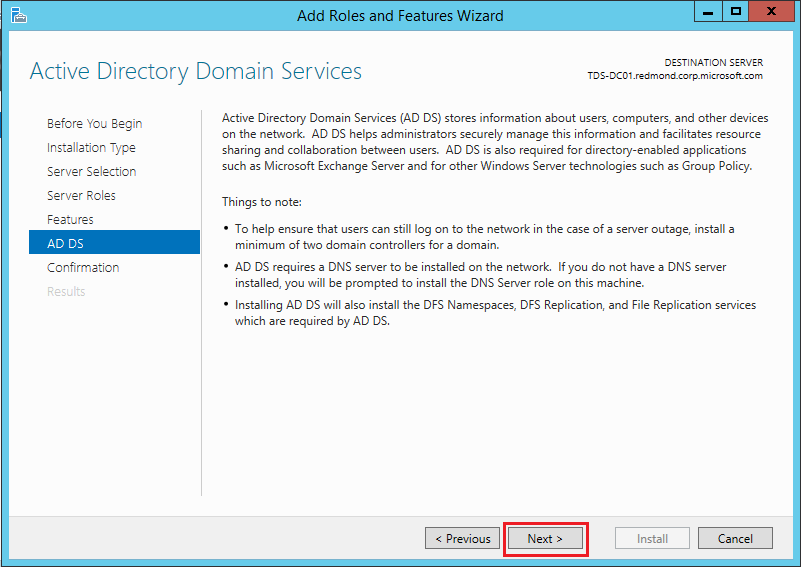 Add Roles and Features Wizard
Active Directory Domain Services
DESTINATION SERVER
TDS-DC01.redmond.corp.microsoft.com
Before You Begin
Installation Type
Server Selection
Server Roles
Features
AD DS
Confirmation
Results
Active Directory Domain Services (AD DS) stores information about users, computers, and other devices
on the network.  AD DS helps administrators securely manage this information and facilitates resource
sharing and collaboration between users.  AD DS is also required for directory-enabled applications
such as Microsoft Exchange Server and for other Windows Server technologies such as Group Policy.
Things to note:
• To help ensure that users can still log on to the network in the case of a server outage, install a
minimum of two domain controllers for a domain.
• AD DS requires a DNS server to be installed on the network.  If you do not have a DNS server
installed, you will be prompted to install the DNS Server role on this machine.
• Installing AD DS will also install the DFS Namespaces, DFS Replication, and File Replication services
which are required by AD DS.
< Previous
Next >
Install
Cancel